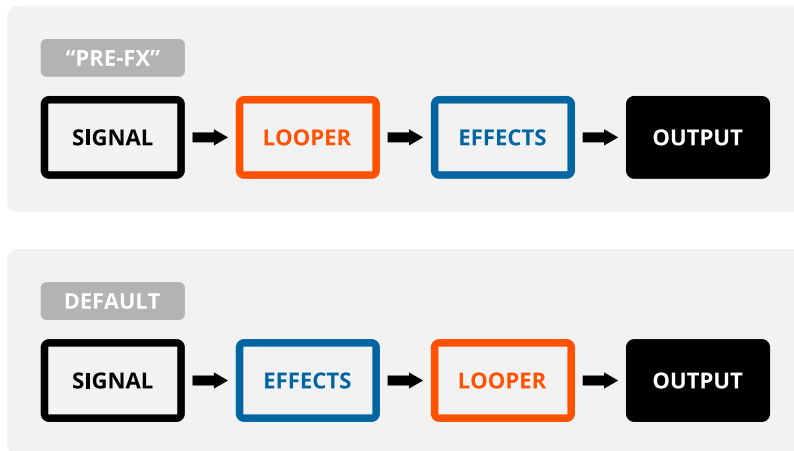 “PRE-FX”
SIGNAL LOOPER EFFECTS OUTPUT
DEFAULT
SIGNAL EFFECTS LOOPER OUTPUT